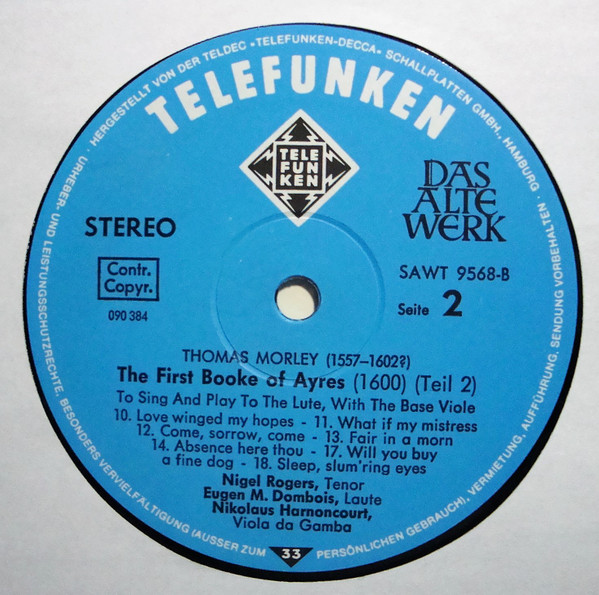 HERGESTELLT VON DER TELDEC »TELEFUNKEN-DECCA« SCHALLPLATTEN GMBH., HAMBURG
URHEBER- UND LEISTUNGSSCHUTZRECHTE, BESONDERS VERVIELFÄLTIGUNG (AUSSER ZUM PERSÖNLICHEN GEBRAUCH), VERMIETUNG, AUFFÜHRUNG, SENDUNG VORBEHALTEN ·
TELEFUNKEN
TELE
FUN
KEN
DAS
ALTE
WERK
STEREO
Contr.
Copyr.
090 384
SAWT 9568-B
Seite 2
THOMAS MORLEY (1557–1602?)
The First Booke of Ayres (1600) (Teil 2)
To Sing And Play To The Lute, With The Base Viole
10. Love winged my hopes - 11. What if my mistress
12. Come, sorrow, come - 13. Fair in a morn
14. Absence here thou - 17. Will you buy
a fine dog - 18. Sleep, slum'ring eyes
Nigel Rogers, Tenor
Eugen M. Dombois, Laute
Nikolaus Harnoncourt,
Viola da Gamba
33